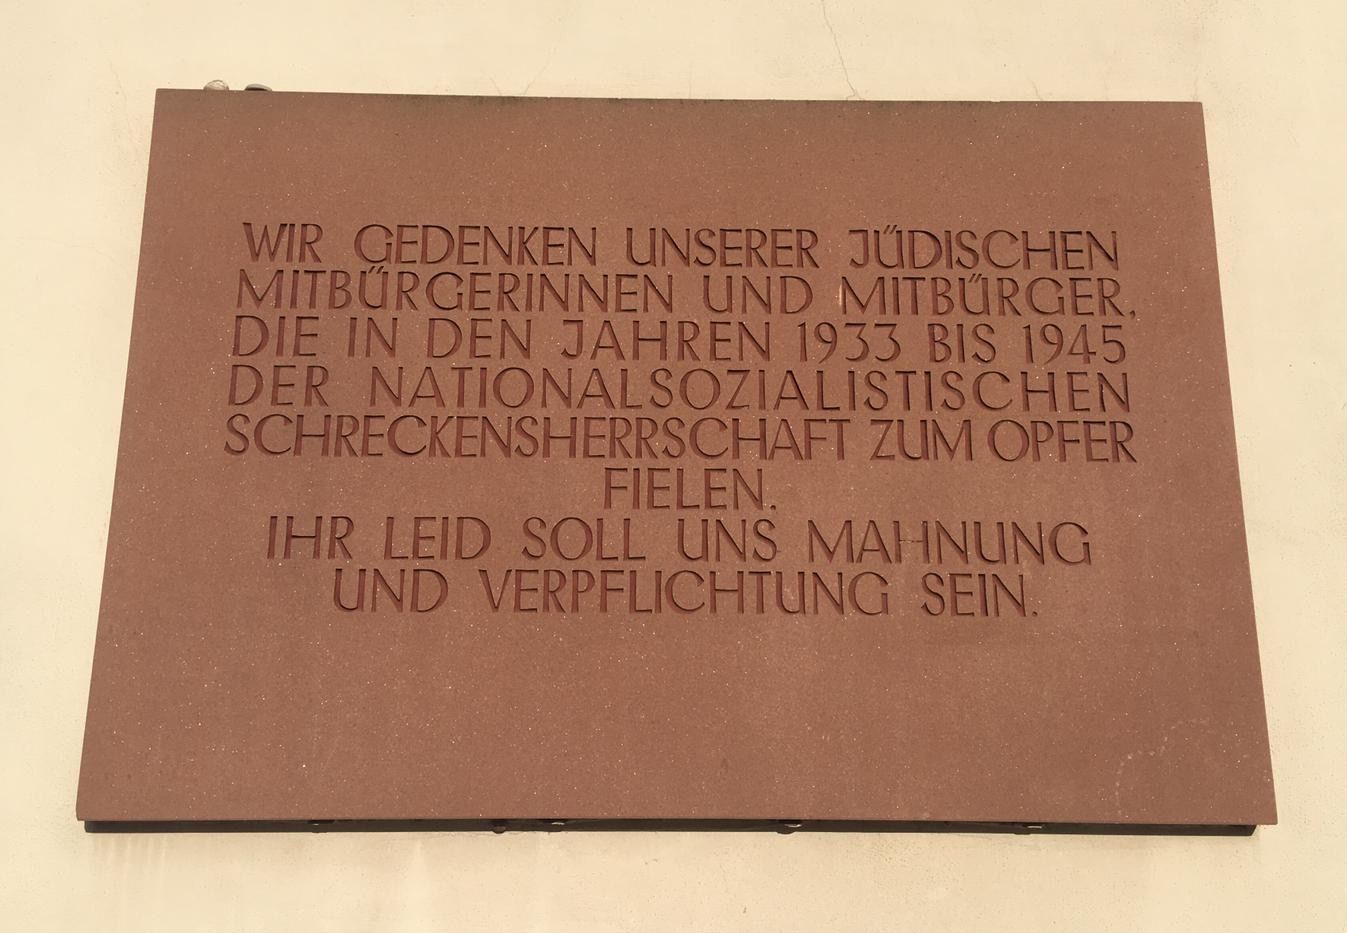 WIR GEDENKEN UNSERER JÜDISCHEN
MITBÜRGERINNEN UND MITBÜRGER,
DIE IN DEN JAHREN 1933 BIS 1945
DER NATIONALSOZIALISTISCHEN
SCHRECKENSHERRSCHAFT ZUM OPFER
FIELEN.
IHR LEID SOLL UNS MAHNUNG
UND VERPFLICHTUNG SEIN.